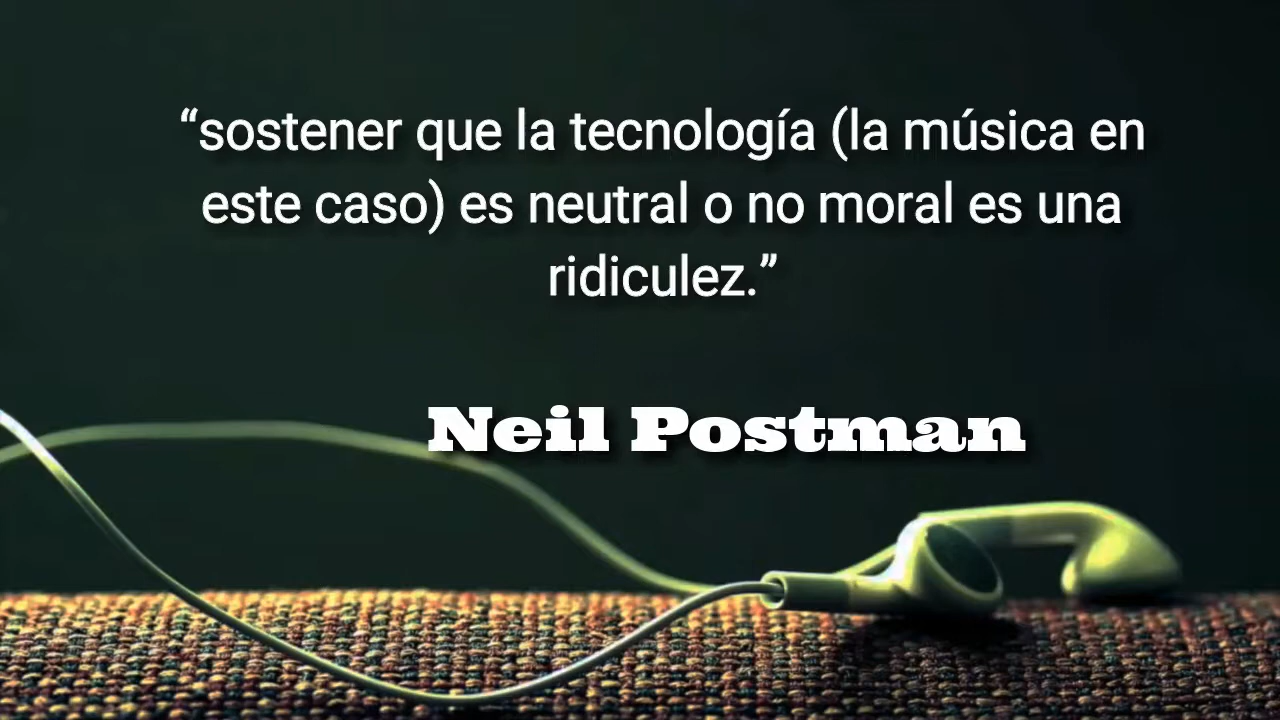 “sostener que la tecnología (la música en
este caso) es neutral o no moral es una
ridiculez.”
Neil Postman